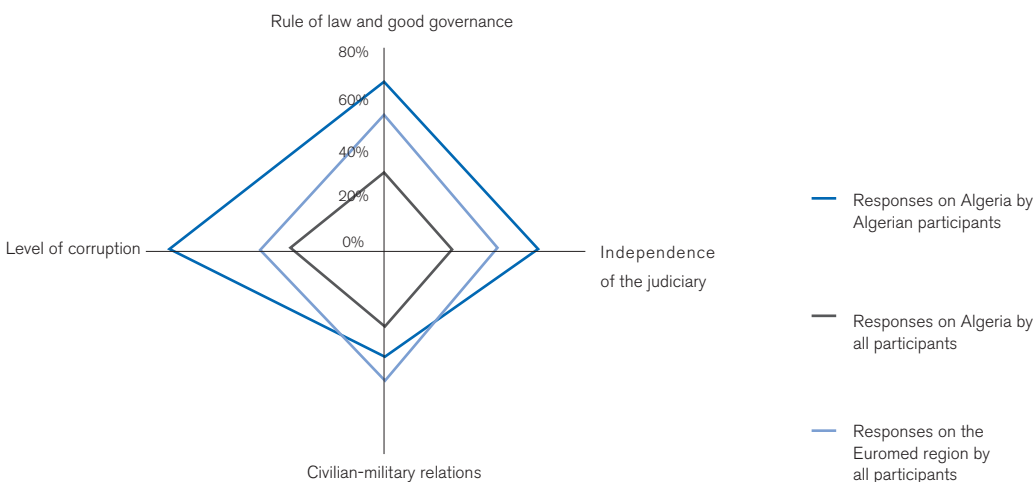 Rule of law and good governance
80%
60%
40%
20%
0%
Level of corruption
Independence
of the judiciary
Civilian-military relations
Responses on Algeria by
Algerian participants
Responses on Algeria by
all participants
Responses on the
Euromed region by
all participants